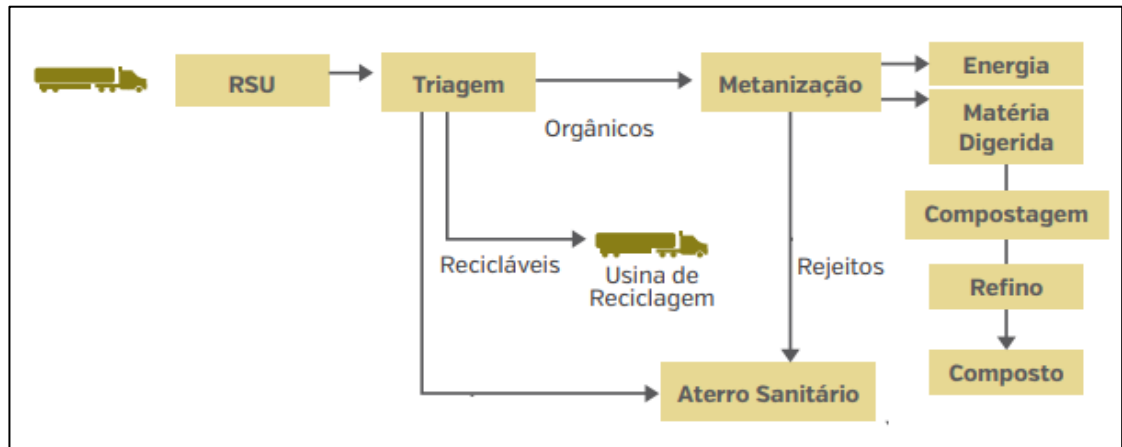 RSU
Triagem
Orgânicos
Metanização
Energia
Matéria
Digerida
Compostagem
Recicláveis
Usina de
Reciclagem
Rejeitos
Refino
Aterro Sanitário
Composto